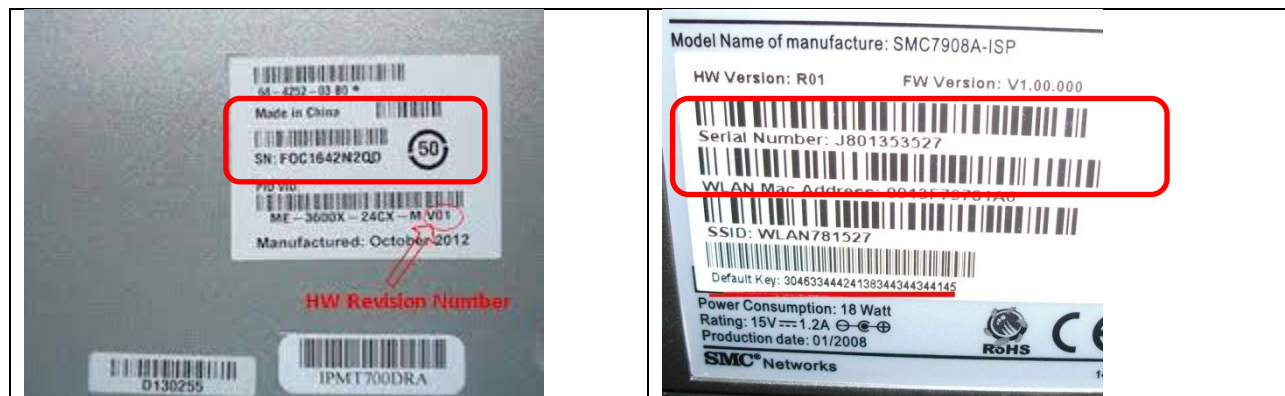 68-4252-03 B0 *
Made in China
SN: FOC1642N2QD
50
PID VID
ME-3600X-24CX-M V01
Manufactured: October 2012
HW Revision Number
D130255
IPMT700DRA
Model Name of manufacture: SMC7908A-ISP
HW Version: R01 FW Version: V1.00.000
Serial Number: J801353527
WLAN Mac Address:
SSID: WLAN781527
Default Key: 30463344424138344344344145
Power Consumption: 18 Watt
Rating: 15V 1.2A
Production date: 01/2008
RoHS CE
SMC® Networks